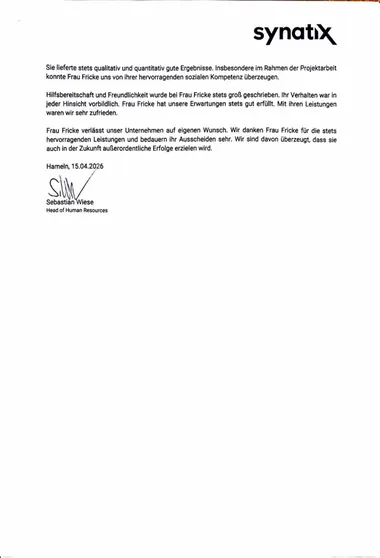 synatix
Sie lieferte stets qualitativ und quantitativ gute Ergebnisse. Insbesondere im Rahmen der Projektarbeit
konnte Frau Fricke uns von ihrer hervorragenden sozialen Kompetenz überzeugen.
Hilfsbereitschaft und Freundlichkeit wurde bei Frau Fricke stets groß geschrieben. Ihr Verhalten war in
jeder Hinsicht vorbildlich. Frau Fricke hat unsere Erwartungen stets gut erfüllt. Mit ihren Leistungen
waren wir sehr zufrieden.
Frau Fricke verlässt unser Unternehmen auf eigenen Wunsch. Wir danken Frau Fricke für die stets
hervorragenden Leistungen und bedauern ihr Ausscheiden sehr. Wir sind davon überzeugt, dass sie
auch in der Zukunft außerordentliche Erfolge erzielen wird.
Hameln, 15.04.2026
Sebastian Wiese
Head of Human Resources